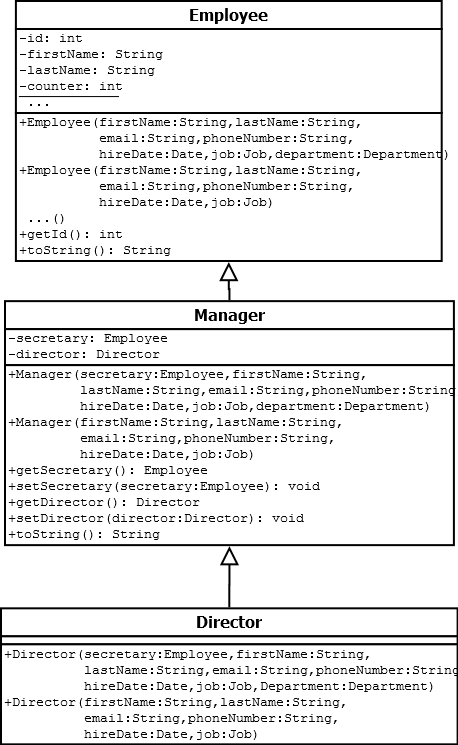 Employee
-id: int
-firstName: String
-lastName: String
-counter: int
...
+Employee(firstName:String,lastName:String,
email:String,phoneNumber:String,
hireDate:Date,job:Job,department:Department)
+Employee(firstName:String,lastName:String,
email:String,phoneNumber:String,
hireDate:Date,job:Job)
...()
+getId(): int
+toString(): String
Manager
-secretary: Employee
-director: Director
+Manager(secretary:Employee,firstName:String,
lastName:String,email:String,phoneNumber:String
hireDate:Date,job:Job,department:Department)
+Manager(firstName:String,lastName:String,
email:String,phoneNumber:String,
hireDate:Date,job:Job)
+getSecretary(): Employee
+setSecretary(secretary:Employee): void
+getDirector(): Director
+setDirector(director:Director): void
+toString(): String
Director
+Director(secretary:Employee,firstName:String,
lastName:String,email:String,phoneNumber:String
hireDate:Date,job:Job,Department:Department)
+Director(firstName:String,lastName:String,
email:String,phoneNumber:String,
hireDate:Date,job:Job)